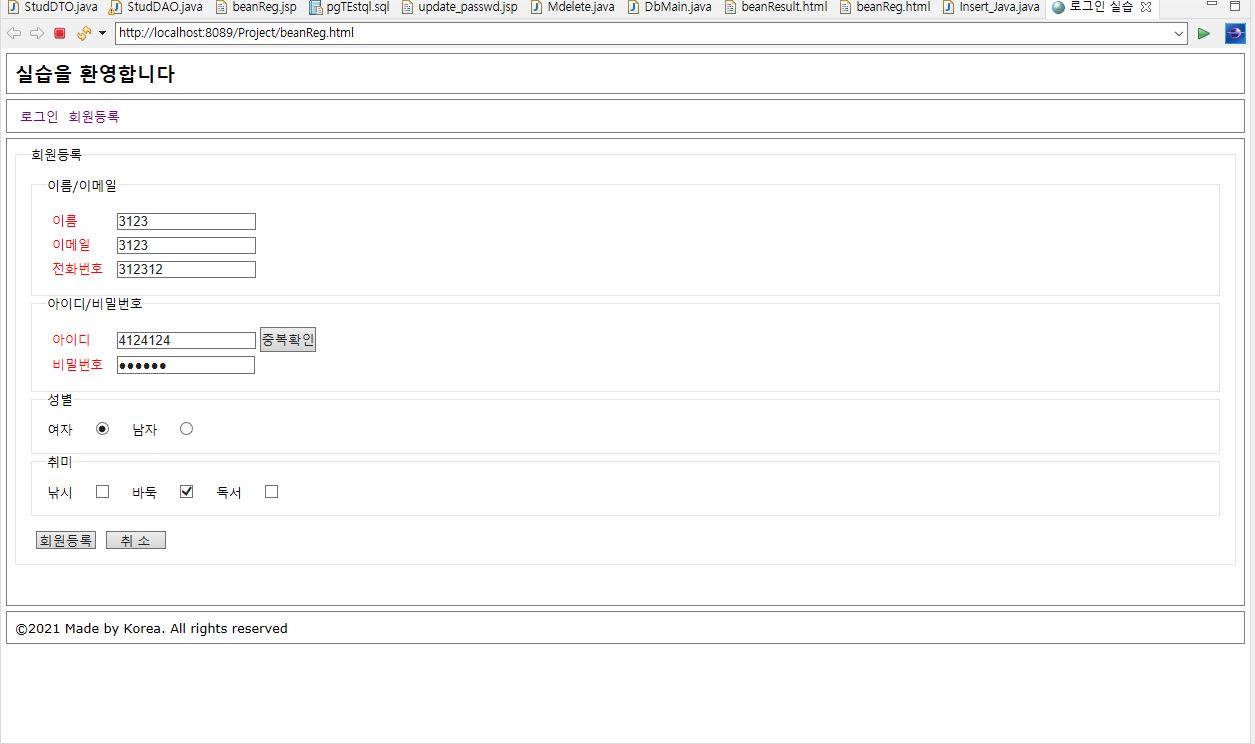 StudDTO.java StudDAO.java beanReg.jsp pgTEstql.sql update_passwd.jsp Mdelete.java DbMain.java beanResult.html beanReg.html Insert_Java.java 로그인 실습
http://localhost:8089/Project/beanReg.html
실습을 환영합니다
로그인 회원등록
회원등록
이름/이메일
이름 3123
이메일 3123
전화번호 312312
아이디/비밀번호
아이디 4124124 중복확인
비밀번호 ●●●●●●
성별
여자 남자
취미
낚시 바둑 독서
회원등록 취 소
©2021 Made by Korea. All rights reserved